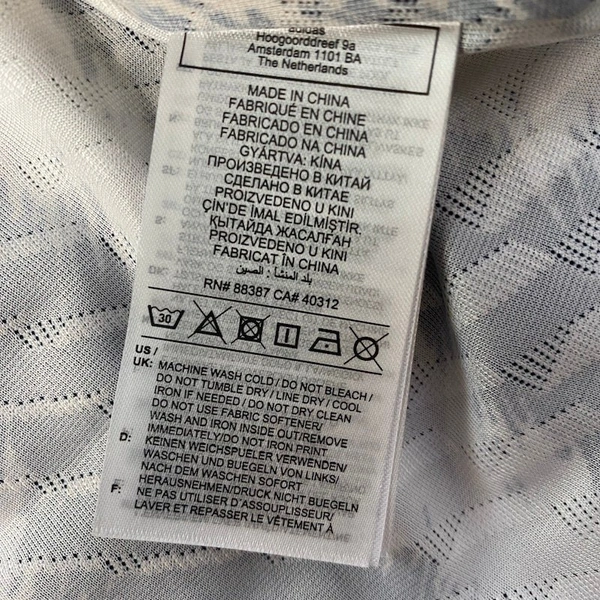 adidas
Hoogoorddreef 9a
Amsterdam 1101 BA
The Netherlands
MADE IN CHINA
FABRIQUÉ EN CHINE
FABRICADO EN CHINA
FABRICADO NA CHINA
GYÁRTVA: KÍNA
ПРОИЗВЕДЕНО В КИТАЙ
СДЕЛАНО В КИТАЕ
PROIZVEDENO U KINI
ÇİN'DE İMAL EDİLMİŞTİR.
ҚЫТАЙДА ЖАСАЛҒАН
PROIZVEDENO U KINI
FABRICAT ÎN CHINA
بلد المنشأ : الصين
RN# 88387 CA# 40312
30
US /
UK: MACHINE WASH COLD / DO NOT BLEACH /
DO NOT TUMBLE DRY / LINE DRY / COOL
IRON IF NEEDED / DO NOT DRY CLEAN
DO NOT USE FABRIC SOFTENER/
WASH AND IRON INSIDE OUT/REMOVE
IMMEDIATELY/DO NOT IRON PRINT
D: KEINEN WEICHSPUELER VERWENDEN/
WASCHEN UND BUEGELN VON LINKS/
NACH DEM WASCHEN SOFORT
HERAUSNEHMEN/DRUCK NICHT BUEGELN
F: NE PAS UTILISER D'ASSOUPLISSEUR/
LAVER ET REPASSER LE VÊTEMENT À